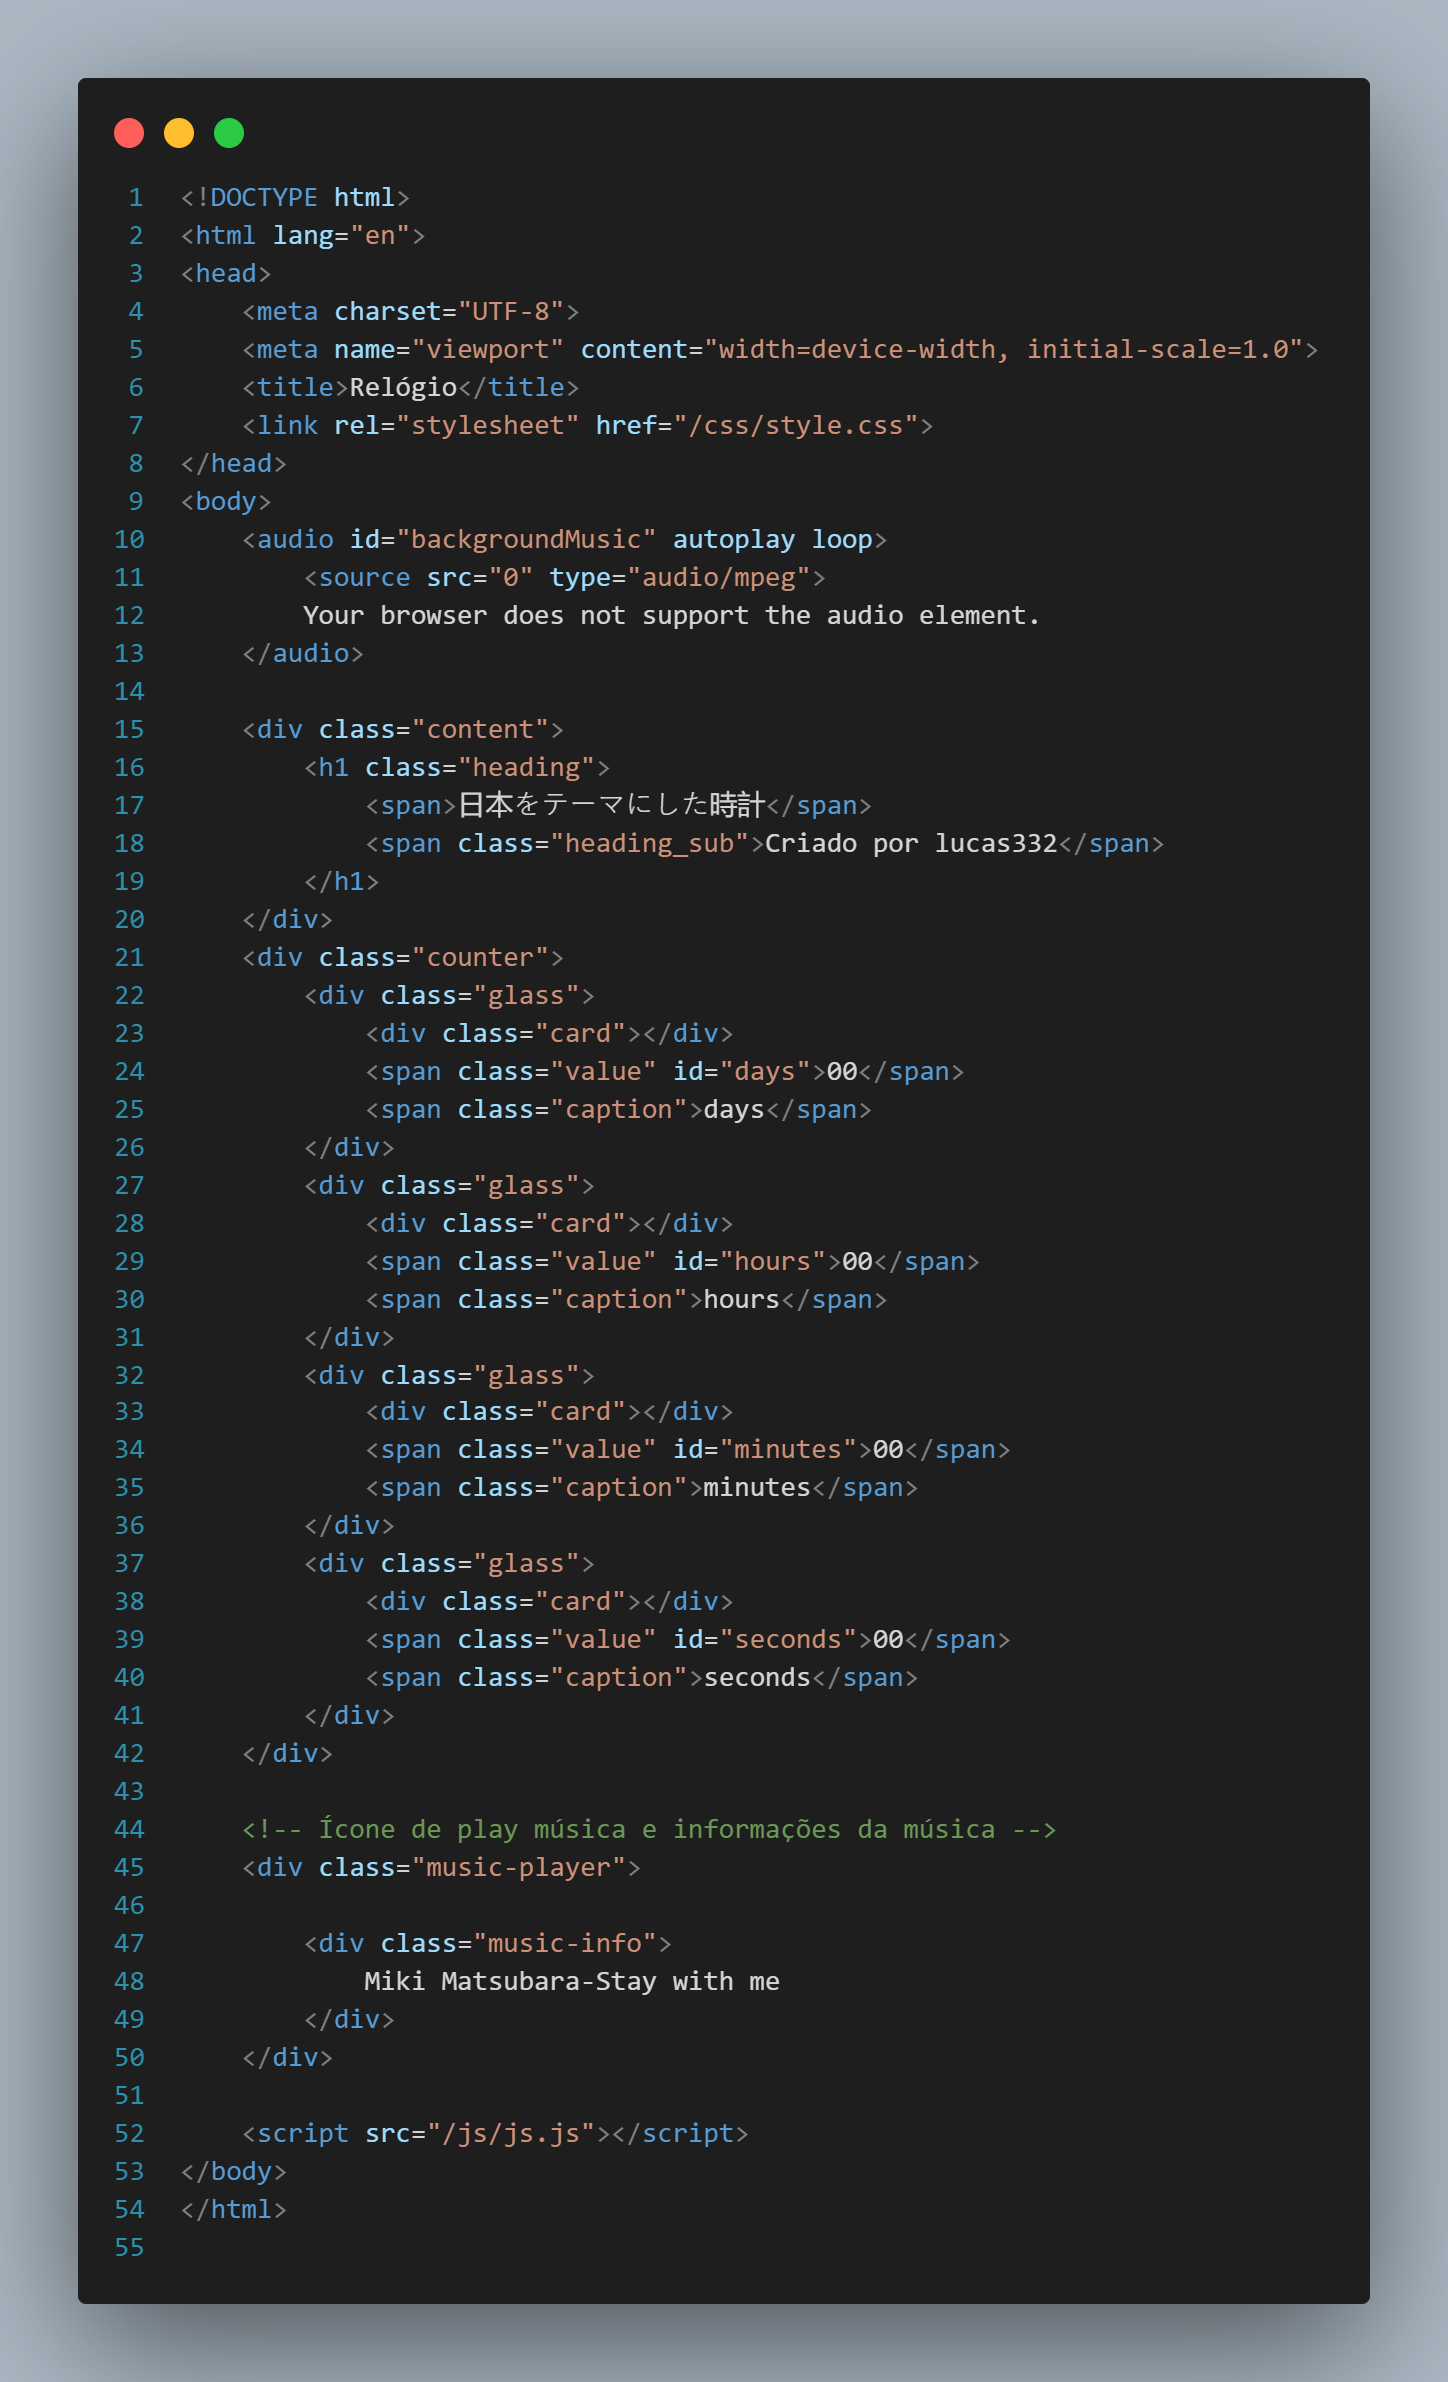 1 <!DOCTYPE html>
2 <html lang="en">
3 <head>
4     <meta charset="UTF-8">
5     <meta name="viewport" content="width=device-width, initial-scale=1.0">
6     <title>Relógio</title>
7     <link rel="stylesheet" href="/css/style.css">
8 </head>
9 <body>
10     <audio id="backgroundMusic" autoplay loop>
11         <source src="0" type="audio/mpeg">
12         Your browser does not support the audio element.
13     </audio>
14
15     <div class="content">
16         <h1 class="heading">
17             <span>日本をテーマにした時計</span>
18             <span class="heading_sub">Criado por lucas332</span>
19         </h1>
20     </div>
21     <div class="counter">
22         <div class="glass">
23             <div class="card"></div>
24             <span class="value" id="days">00</span>
25             <span class="caption">days</span>
26         </div>
27         <div class="glass">
28             <div class="card"></div>
29             <span class="value" id="hours">00</span>
30             <span class="caption">hours</span>
31         </div>
32         <div class="glass">
33             <div class="card"></div>
34             <span class="value" id="minutes">00</span>
35             <span class="caption">minutes</span>
36         </div>
37         <div class="glass">
38             <div class="card"></div>
39             <span class="value" id="seconds">00</span>
40             <span class="caption">seconds</span>
41         </div>
42     </div>
43
44     <!-- Ícone de play música e informações da música -->
45     <div class="music-player">
46
47         <div class="music-info">
48             Miki Matsubara-Stay with me
49         </div>
50     </div>
51
52     <script src="/js/js.js"></script>
53 </body>
54 </html>
55